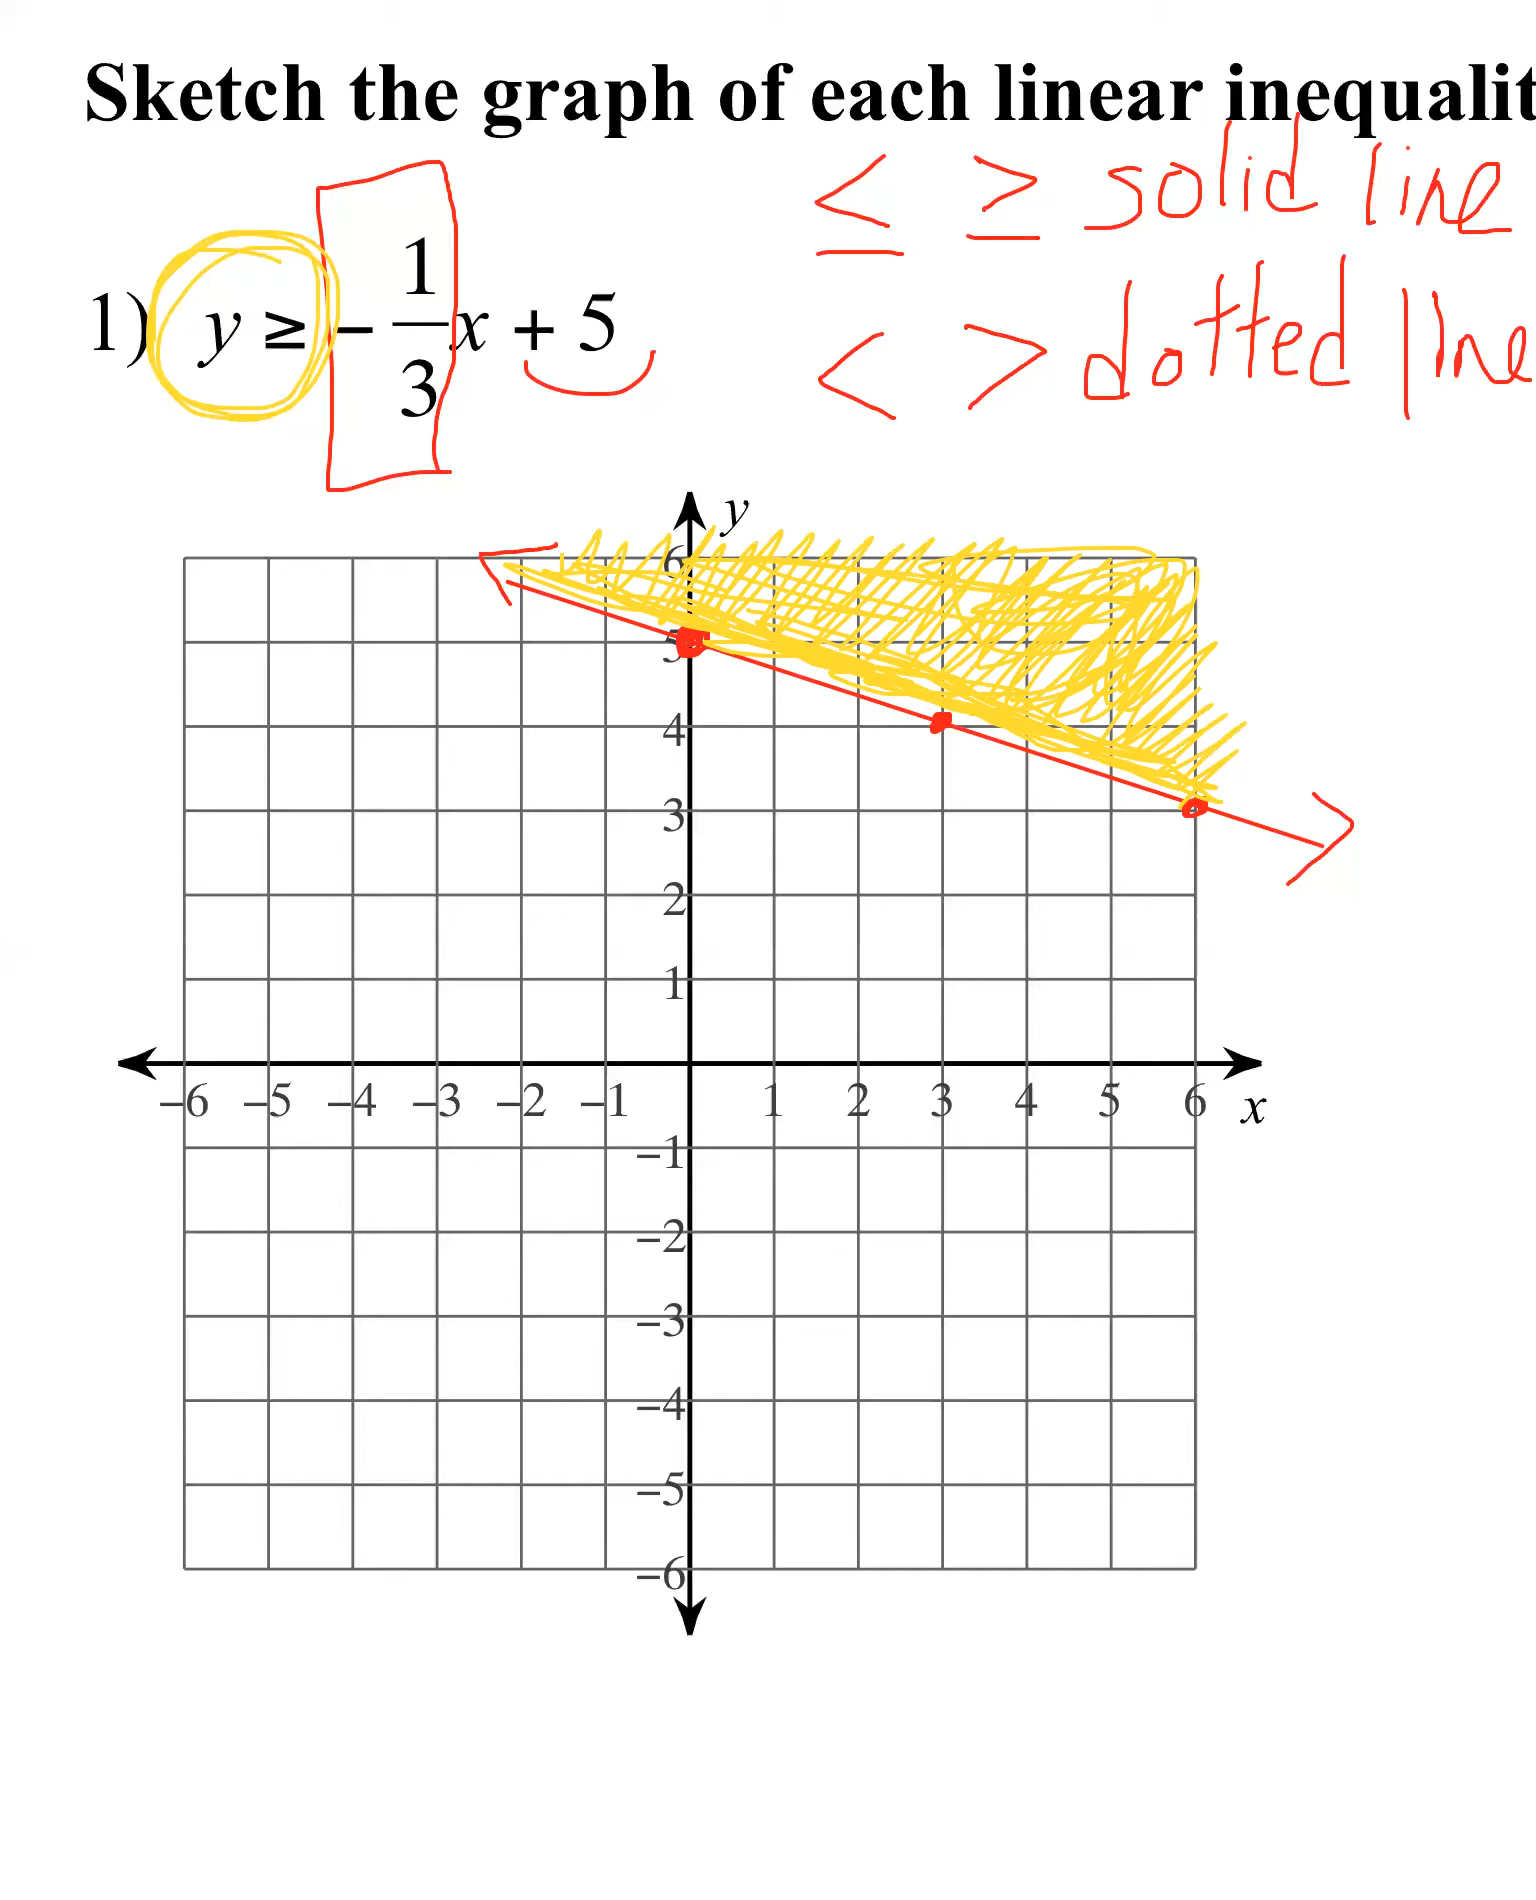 Sketch the graph of each linear inequalit
≤ ≥ solid line
1) y ≥ -1/3x + 5
< > dotted line
y
6
5
4
3
2
1
-6 -5 -4 -3 -2 -1 1 2 3 4 5 6 x
-1
-2
-3
-4
-5
-6